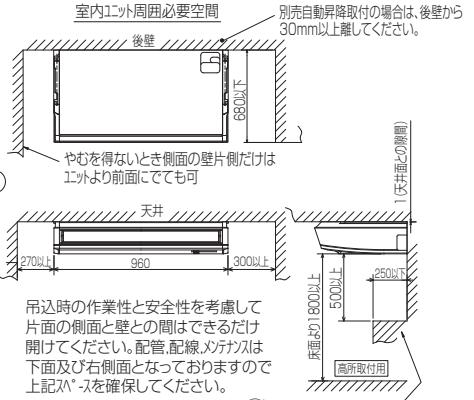 室内ユニット周囲必要空間
別売自動昇降取付の場合は、後壁から
30mm以上離してください。
後壁
680以下
やむを得ないとき側面の壁片側だけは
ユニットより前面にでても可
1(天井面との隙間)
天井
270以上
960
300以上
床面より1800以上
500以上
250以下
吊込時の作業性と安全性を考慮して
片面の側面と壁との間はできるだけ
開けてください。配管,配線,メンテナンスは
下面及び右側面となっておりますので
上記スペースを確保してください。
高所取付用